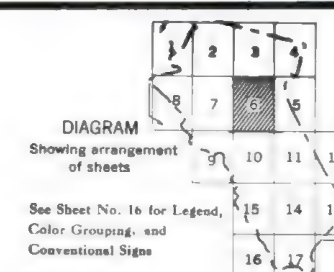 1 2 3 4
8 7 6 5
DIAGRAM
Showing arrangement
of sheets
9 10 11
See Sheet No. 16 for Legend,
Color Grouping, and
Conventional Signs
15 14
16 17